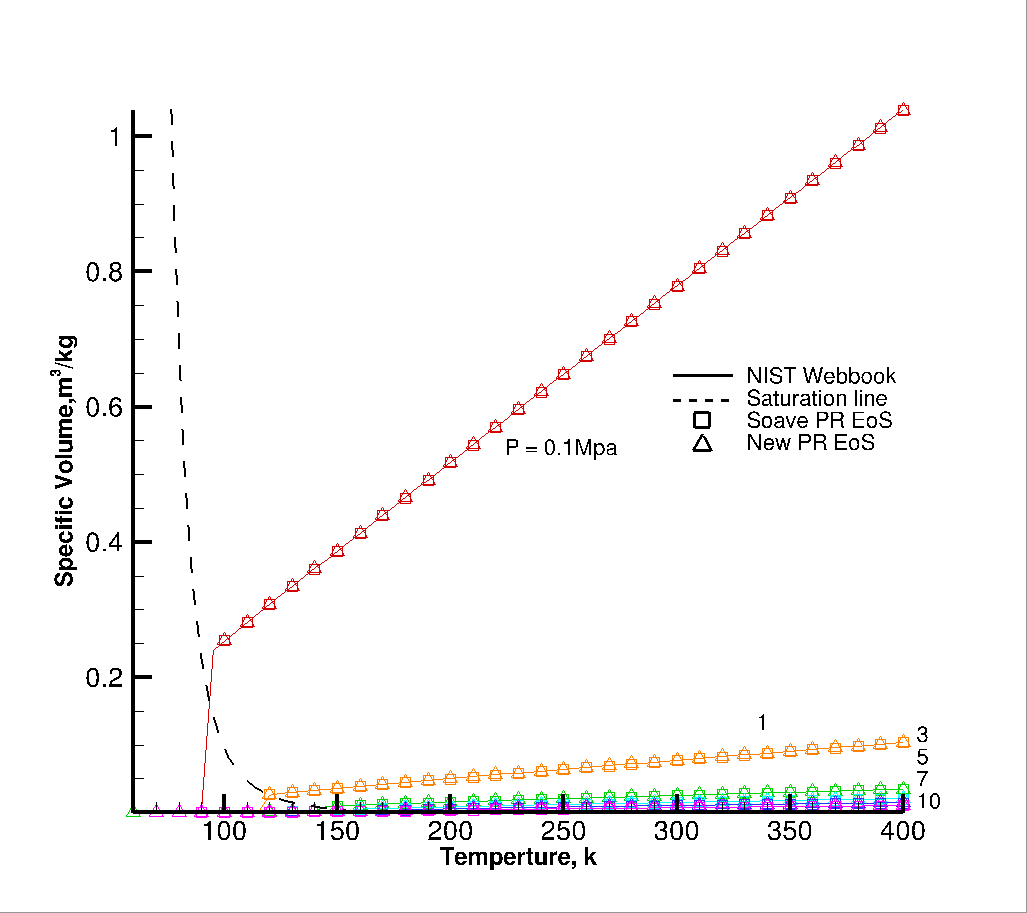 1
0.8
0.6
0.4
0.2
Specific Volume,m³/kg
NIST Webbook
Saturation line
Soave PR EoS
New PR EoS
P = 0.1Mpa
1
3
5
7
10
100 150 200 250 300 350 400
Temperture, k